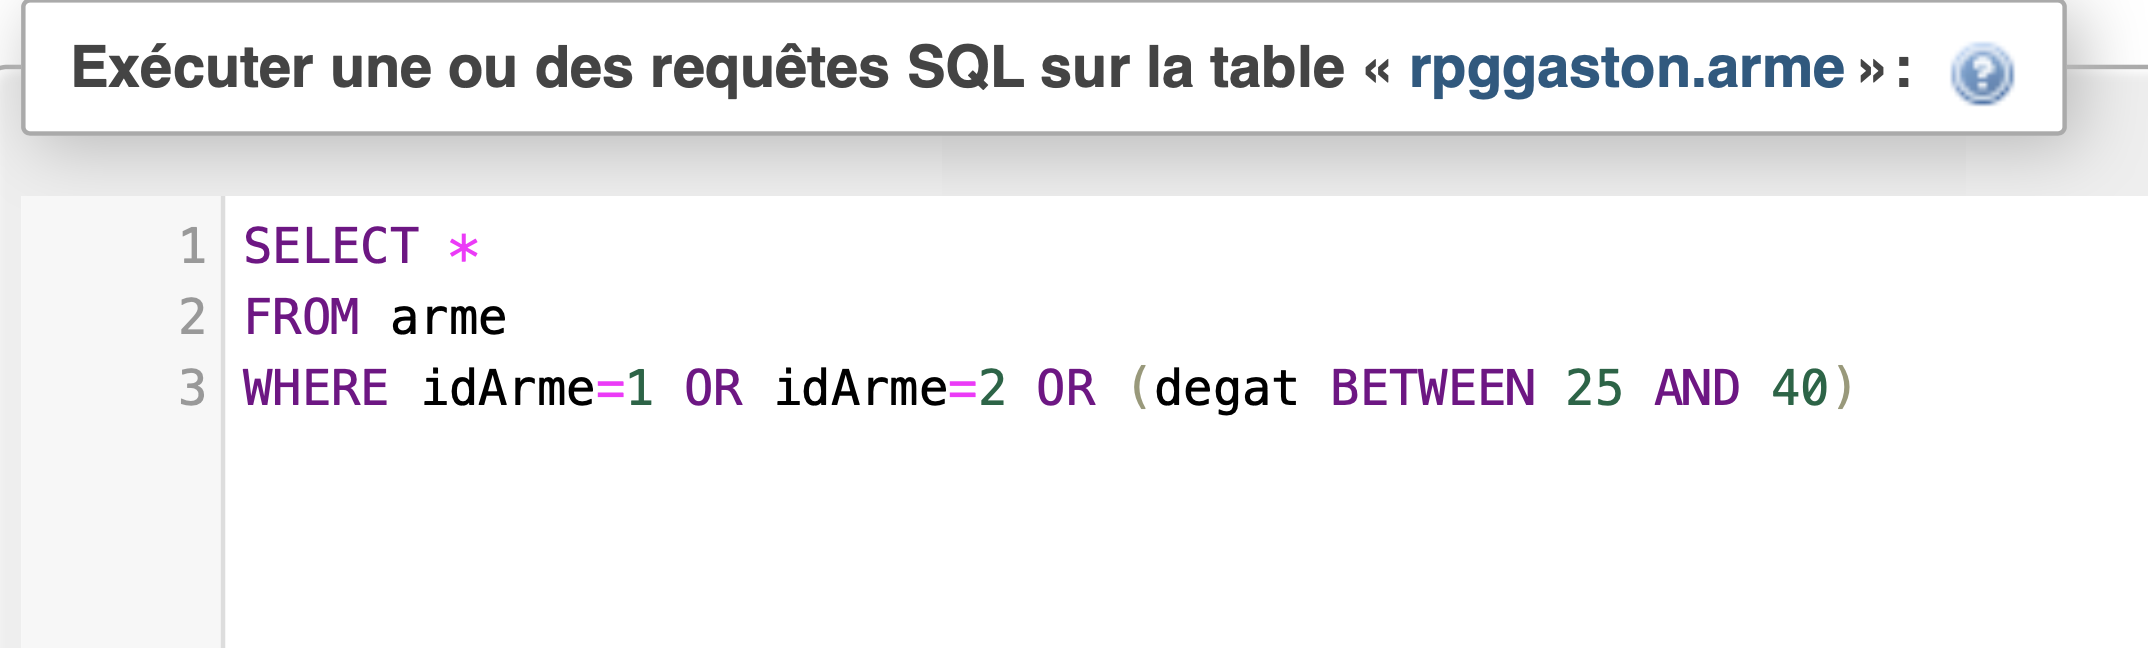 Exécuter une ou des requêtes SQL sur la table « rpggaston.arme » :
1 SELECT *
2 FROM arme
3 WHERE idArme=1 OR idArme=2 OR (degat BETWEEN 25 AND 40)